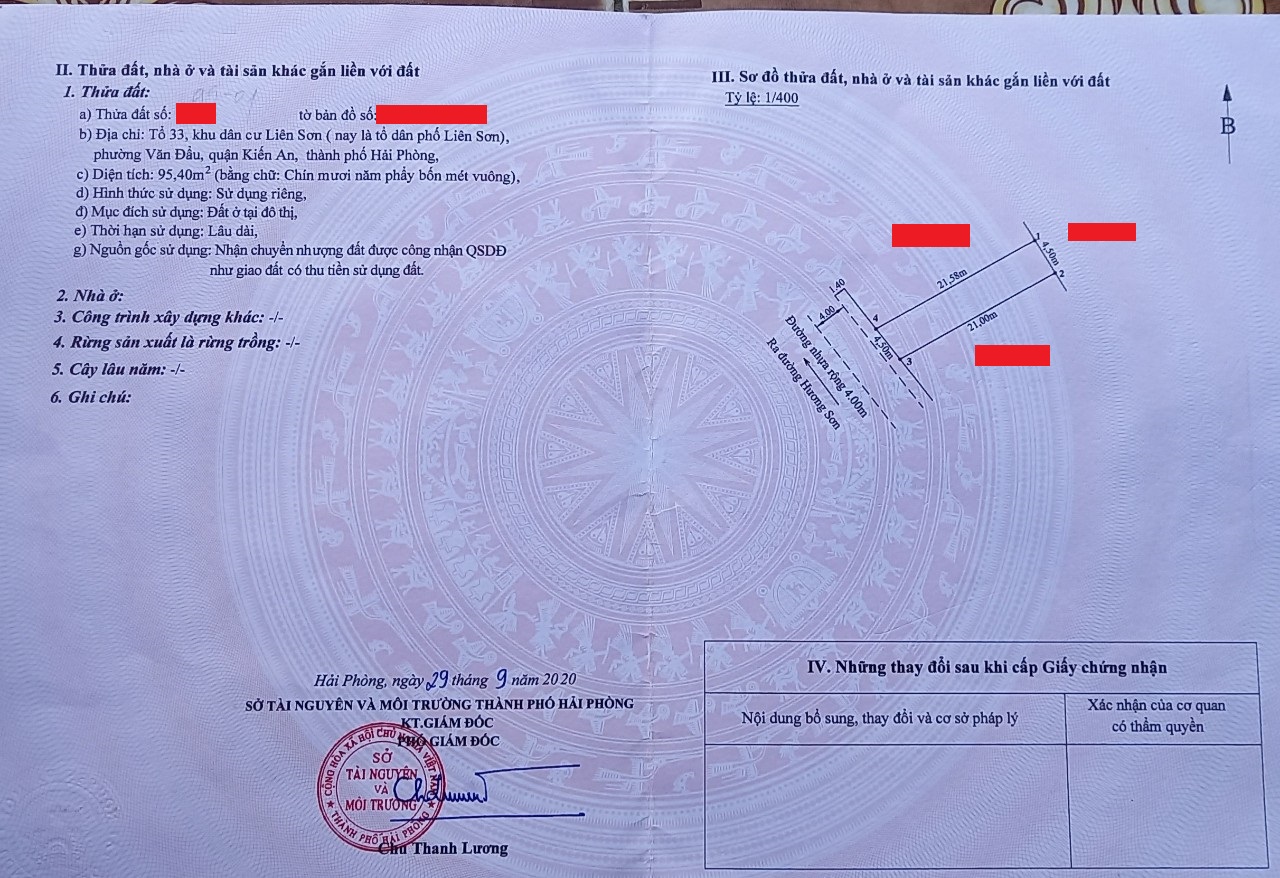 II. Thửa đất, nhà ở và tài sản khác gắn liền với đất
1. Thửa đất:
a) Thửa đất số: tờ bản đồ số:
b) Địa chỉ: Tổ 33, khu dân cư Liên Sơn ( nay là tổ dân phố Liên Sơn),
phường Văn Đẩu, quận Kiến An, thành phố Hải Phòng,
c) Diện tích: 95,40m² (bằng chữ: Chín mươi năm phẩy bốn mét vuông),
d) Hình thức sử dụng: Sử dụng riêng,
đ) Mục đích sử dụng: Đất ở tại đô thị,
e) Thời hạn sử dụng: Lâu dài,
g) Nguồn gốc sử dụng: Nhận chuyển nhượng đất được công nhận QSDĐ
như giao đất có thu tiền sử dụng đất.
2. Nhà ở:
3. Công trình xây dựng khác: -/-
4. Rừng sản xuất là rừng trồng: -/-
5. Cây lâu năm: -/-
6. Ghi chú:
Hải Phòng, ngày 29 tháng 9 năm 2020
SỞ TÀI NGUYÊN VÀ MÔI TRƯỜNG THÀNH PHỐ HẢI PHÒNG
KT.GIÁM ĐỐC
PHÓ GIÁM ĐỐC
CỘNG HÒA XÃ HỘI CHỦ NGHĨA VIỆT NAM
SỞ
TÀI NGUYÊN
VÀ
MÔI TRƯỜNG
THÀNH PHỐ HẢI PHÒNG
Chu Thanh Lương
III. Sơ đồ thửa đất, nhà ở và tài sản khác gắn liền với đất
Tỷ lệ: 1/400
B
1
4,50m
2
21,58m
21,00m
1.40
4.00
4
4,50m
3
Đường nhựa rộng 4.00m
Ra đường Hương Sơn
IV. Những thay đổi sau khi cấp Giấy chứng nhận
Nội dung bổ sung, thay đổi và cơ sở pháp lý
Xác nhận của cơ quan
có thẩm quyền